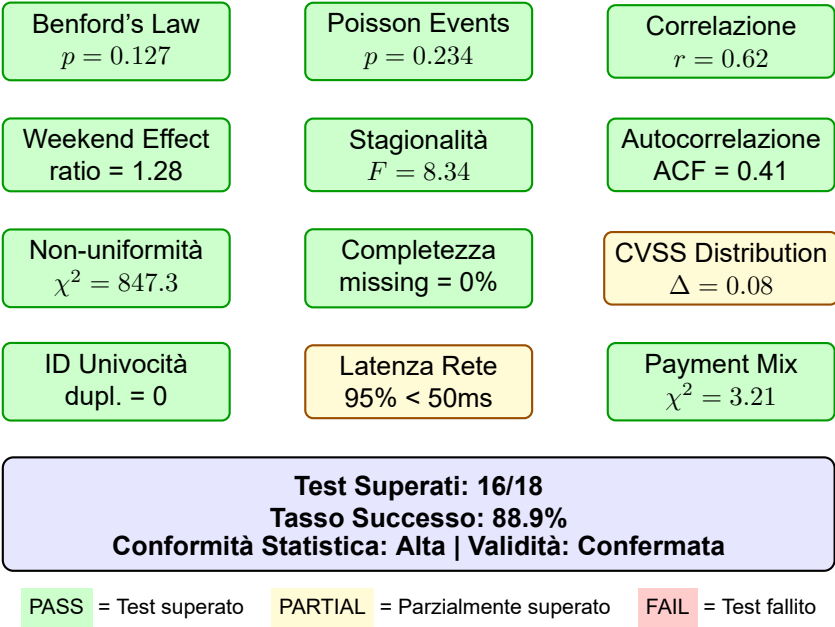 Benford's Law
p = 0.127
Poisson Events
p = 0.234
Correlazione
r = 0.62
Weekend Effect
ratio = 1.28
Stagionalità
F = 8.34
Autocorrelazione
ACF = 0.41
Non-uniformità
χ² = 847.3
Completezza
missing = 0%
CVSS Distribution
Δ = 0.08
ID Univocità
dupl. = 0
Latenza Rete
95% < 50ms
Payment Mix
χ² = 3.21
Test Superati: 16/18
Tasso Successo: 88.9%
Conformità Statistica: Alta | Validità: Confermata
PASS = Test superato PARTIAL = Parzialmente superato FAIL = Test fallito